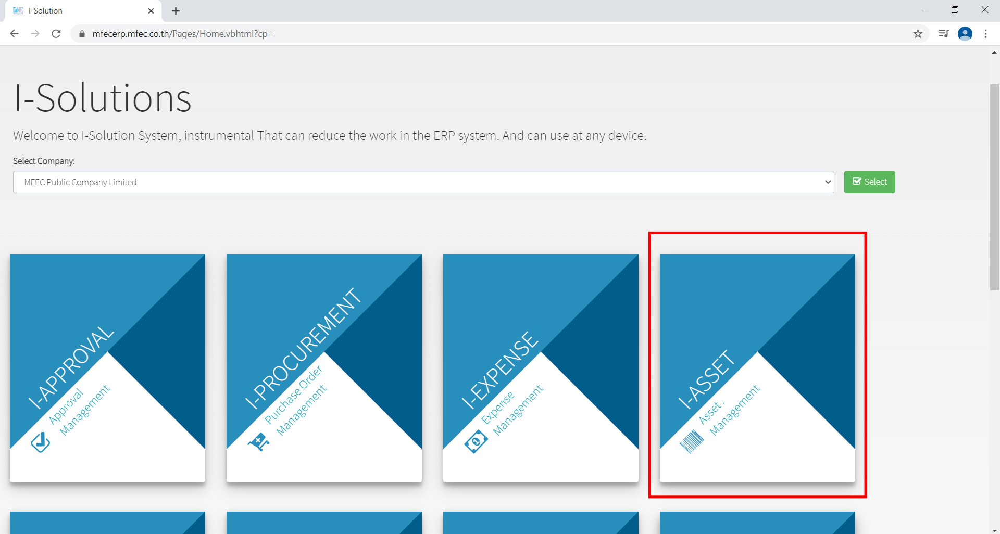 I-Solution
mfecerp.mfec.co.th/Pages/Home.vbhtml?cp=
I-Solutions
Welcome to I-Solution System, instrumental That can reduce the work in the ERP system. And can use at any device.
Select Company:
MFEC Public Company Limited
Select
I-APPROVAL
Approval
Management
I-PROCUREMENT
Purchase Order
Management
I-EXPENSE
Expense
Management
1
I-ASSET
Asset .
Management